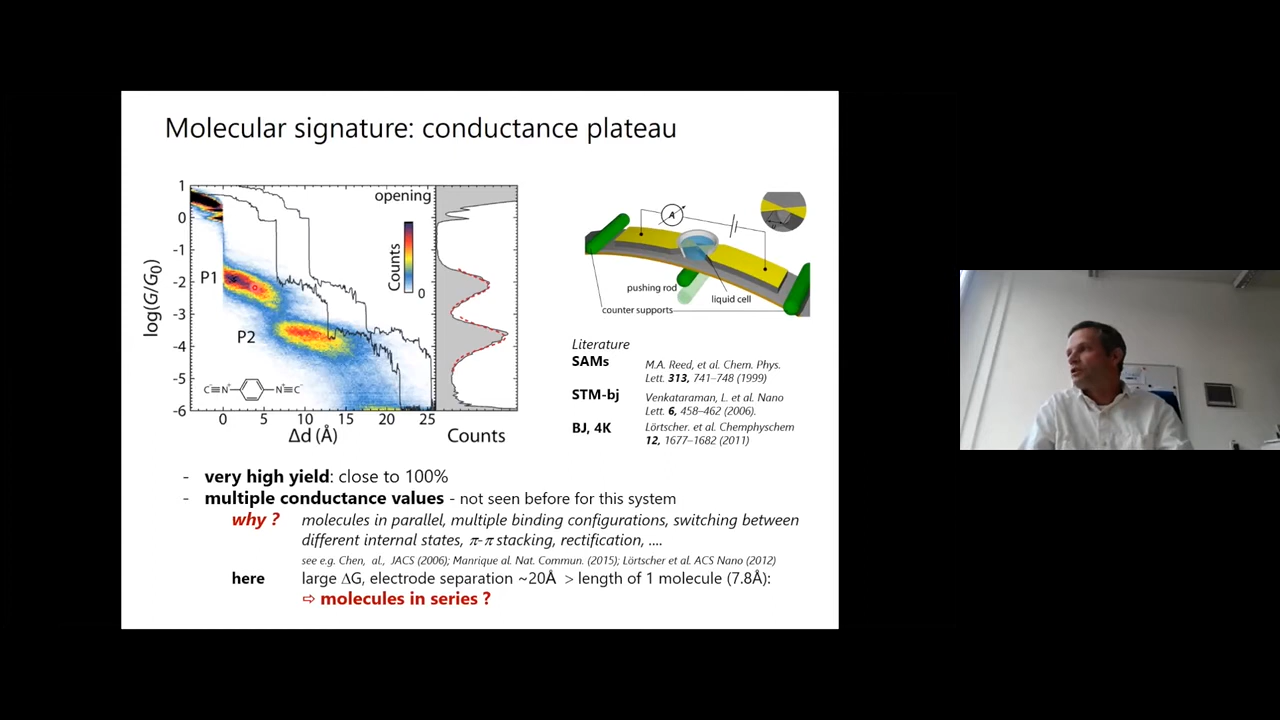 Molecular signature: conductance plateau
opening
Counts
0
1
0
-1
-2
-3
-4
-5
-6
log(G/G0)
P1
P2
C≡N N≡C
0 5 10 15 20 25
Δd (Å)
Counts
A
pushing rod
liquid cell
counter supports
Literature
SAMs
M.A. Reed, et al. Chem. Phys.
Lett. 313, 741–748 (1999)
STM-bj
Venkataraman, L. et al. Nano
Lett. 6, 458–462 (2006).
BJ, 4K
Lörtscher. et al. Chemphyschem
12, 1677–1682 (2011)
- very high yield: close to 100%
- multiple conductance values - not seen before for this system
why ? molecules in parallel, multiple binding configurations, switching between
different internal states, π-π stacking, rectification, ....
see e.g. Chen, al., JACS (2006); Manrique al. Nat. Commun. (2015); Lörtscher et al. ACS Nano (2012)
here large ΔG, electrode separation ~20Å > length of 1 molecule (7.8Å):
⇨ molecules in series ?